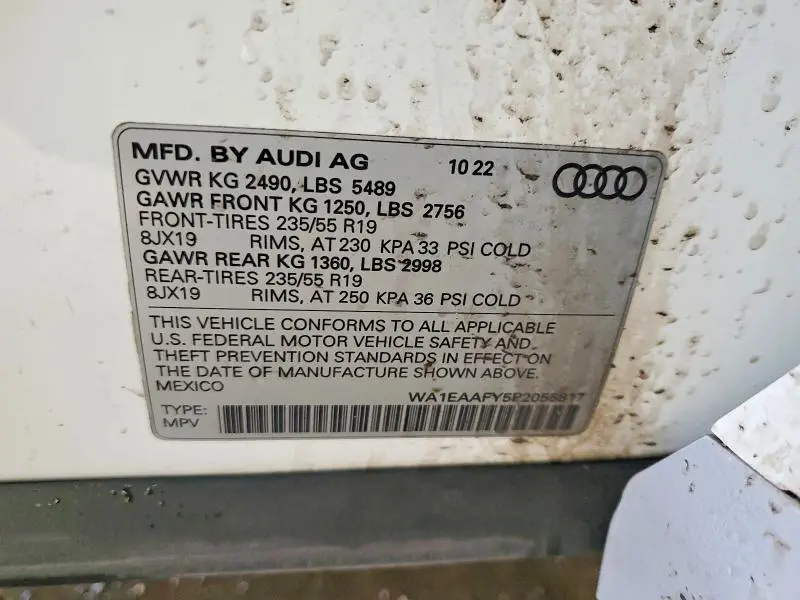 MFD. BY AUDI AG 10 22
GVWR KG 2490, LBS 5489
GAWR FRONT KG 1250, LBS 2756
FRONT-TIRES 235/55 R19
8JX19 RIMS, AT 230 KPA 33 PSI COLD
GAWR REAR KG 1360, LBS 2998
REAR-TIRES 235/55 R19
8JX19 RIMS, AT 250 KPA 36 PSI COLD
THIS VEHICLE CONFORMS TO ALL APPLICABLE
U.S. FEDERAL MOTOR VEHICLE SAFETY AND
THEFT PREVENTION STANDARDS IN EFFECT ON
THE DATE OF MANUFACTURE SHOWN ABOVE.
MEXICO WA1EAAFY5P2055817
TYPE:
MPV